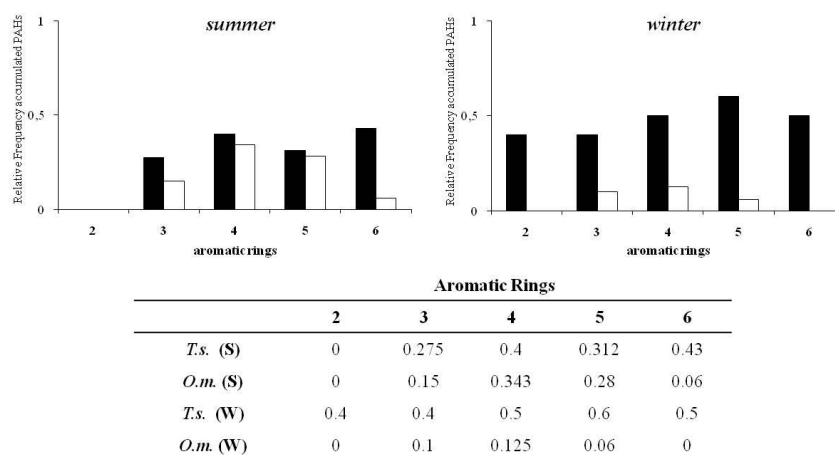 summer
Relative Frequency accumulated PAHs
1
0.5
0
2 3 4 5 6
aromatic rings
winter
Relative Frequency accumulated PAHs
1
0,5
0
2 3 4 5 6
aromatic rings
Aromatic Rings
2 3 4 5 6
T.s. (S) 0 0.275 0.4 0.312 0.43
O.m. (S) 0 0.15 0.343 0.28 0.06
T.s. (W) 0.4 0.4 0.5 0.6 0.5
O.m. (W) 0 0.1 0.125 0.06 0